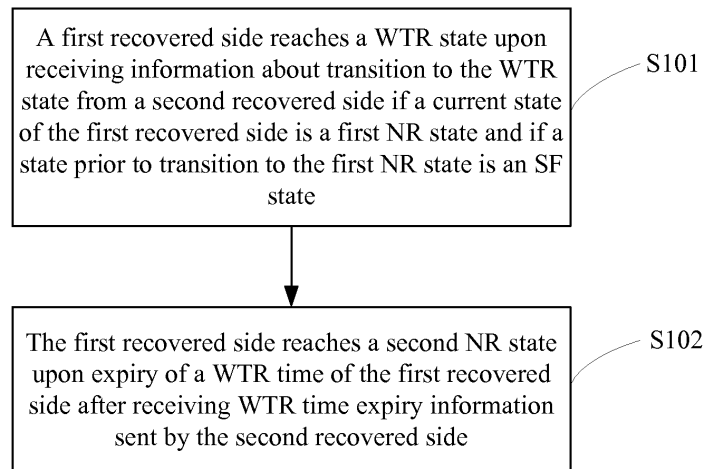 A first recovered side reaches a WTR state upon
receiving information about transition to the WTR
state from a second recovered side if a current state
of the first recovered side is a first NR state and if a
state prior to transition to the first NR state is an SF
state
S101
The first recovered side reaches a second NR state
upon expiry of a WTR time of the first recovered
side after receiving WTR time expiry information
sent by the second recovered side
S102